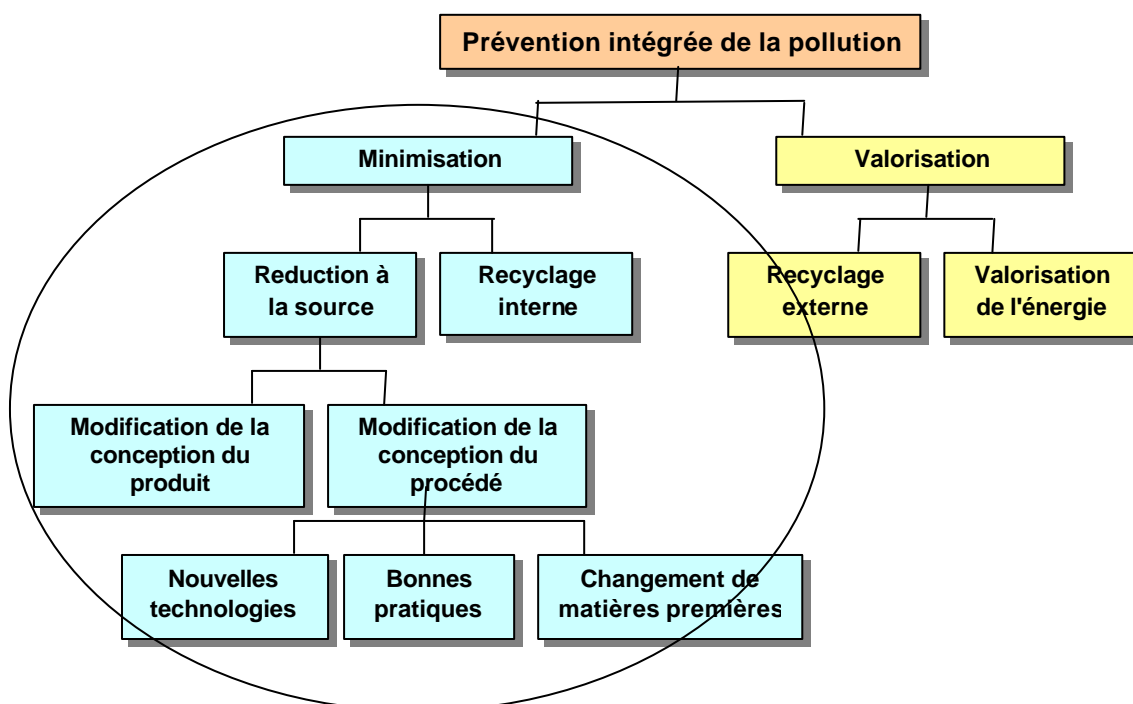 Prévention intégrée de la pollution
Minimisation
Valorisation
Reduction à
la source
Recyclage
interne
Recyclage
externe
Valorisation
de l'énergie
Modification de la
conception du
produit
Modification de la
conception du
procédé
Nouvelles
technologies
Bonnes
pratiques
Changement de
matières premières